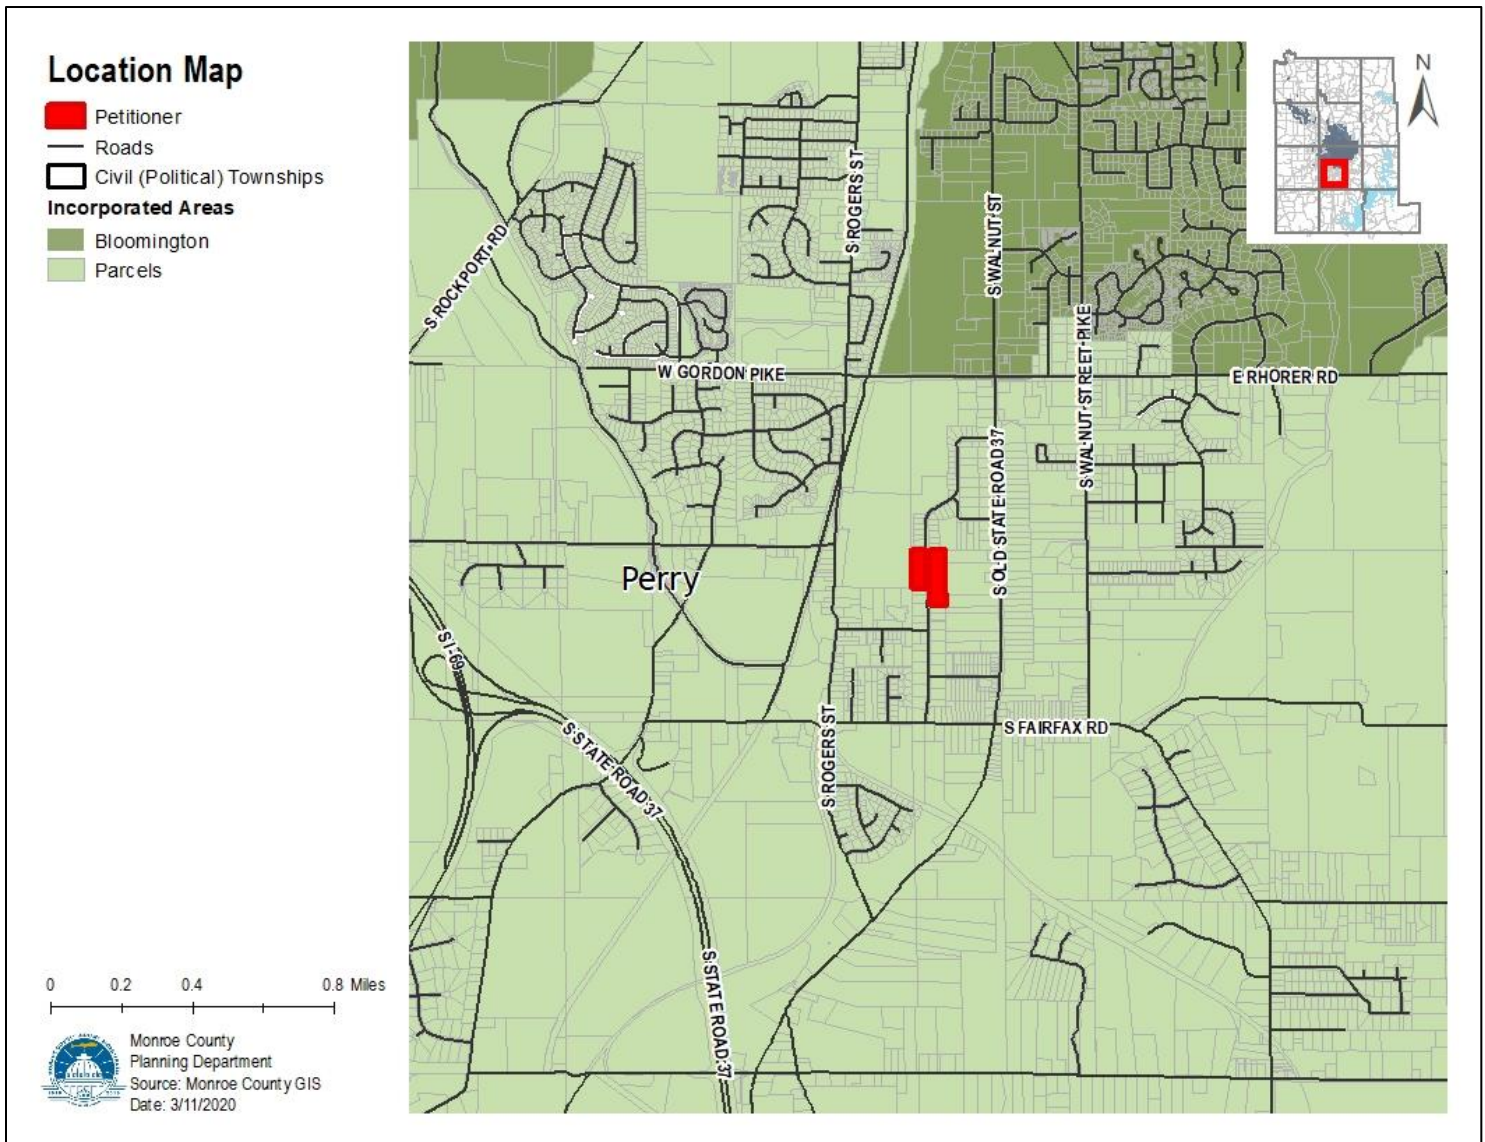 Location Map
Petitioner
Roads
Civil (Political) Townships
Incorporated Areas
Bloomington
Parcels
N
S ROGERS ST
S WALNUT ST
S ROCKPORT RD
S WALNUT STREET PIKE
W GORDON PIKE
E RHORER RD
S OLD STATE ROAD 37
Perry
S I-69
S ROGERS ST
S FAIRFAX RD
S STATE ROAD 37
S STATE ROAD 37
0 0.2 0.4 0.8 Miles
Monroe County
Planning Department
Source: Monroe County GIS
Date: 3/11/2020